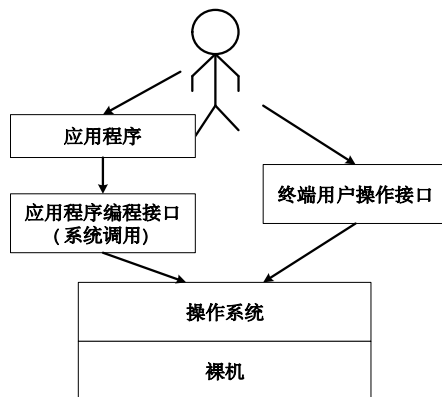 应用程序
应用程序编程接口
(系统调用)
终端用户操作接口
操作系统
裸机